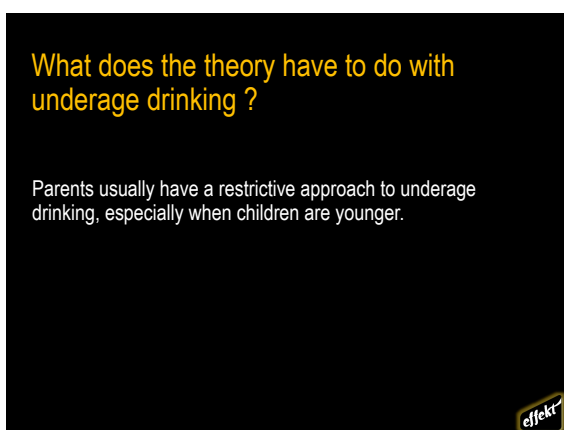 What does the theory have to do with
underage drinking ?
Parents usually have a restrictive approach to underage
drinking, especially when children are younger.
effekt